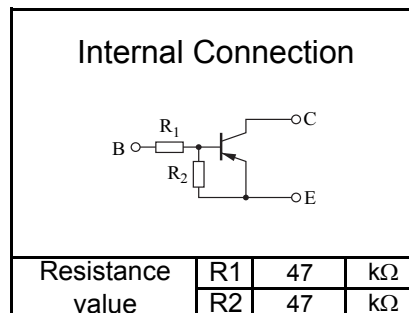 Internal Connection
C
R1
B
R2
E
Resistance value R1 47 kΩ
R2 47 kΩ